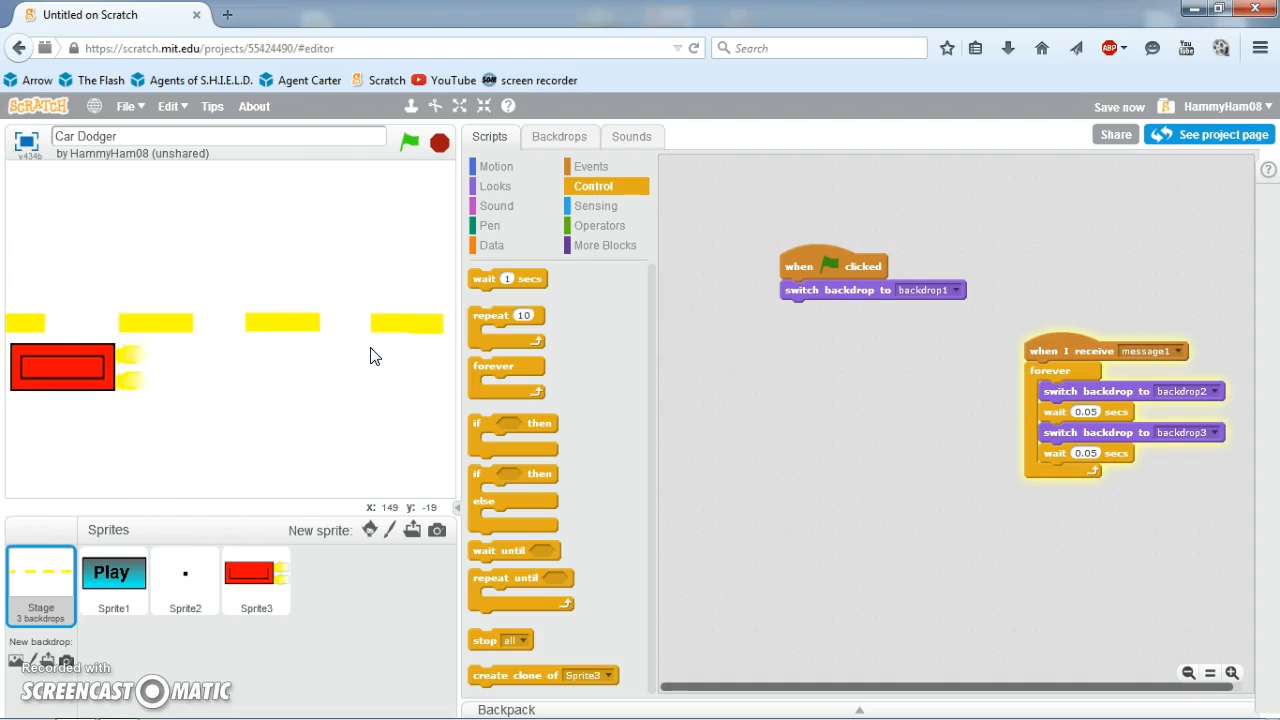 Untitled on Scratch
https://scratch.mit.edu/projects/55424490/#editor
Search
ABP
You
Arrow The Flash Agents of S.H.I.E.L.D. Agent Carter Scratch YouTube SOM screen recorder
SCRATCH File Edit Tips About Save now HammyHam08
Car Dodger
v434b
by HammyHam08 (unshared)
Scripts Backdrops Sounds
Share See project page
Motion Events
Looks Control
Sound Sensing
Pen Operators
Data More Blocks
wait 1 secs
repeat 10
forever
if then
if then
else
wait until
repeat until
stop all
create clone of Sprite3
when clicked
switch backdrop to backdrop1
when I receive message1
forever
switch backdrop to backdrop2
wait 0.05 secs
switch backdrop to backdrop3
wait 0.05 secs
x: 149 y: -19
Sprites New sprite:
Stage
3 backdrops
Play
Sprite1
Sprite2
Sprite3
New backdrop:
Recorded with
SCREENCAST MATIC
Backpack